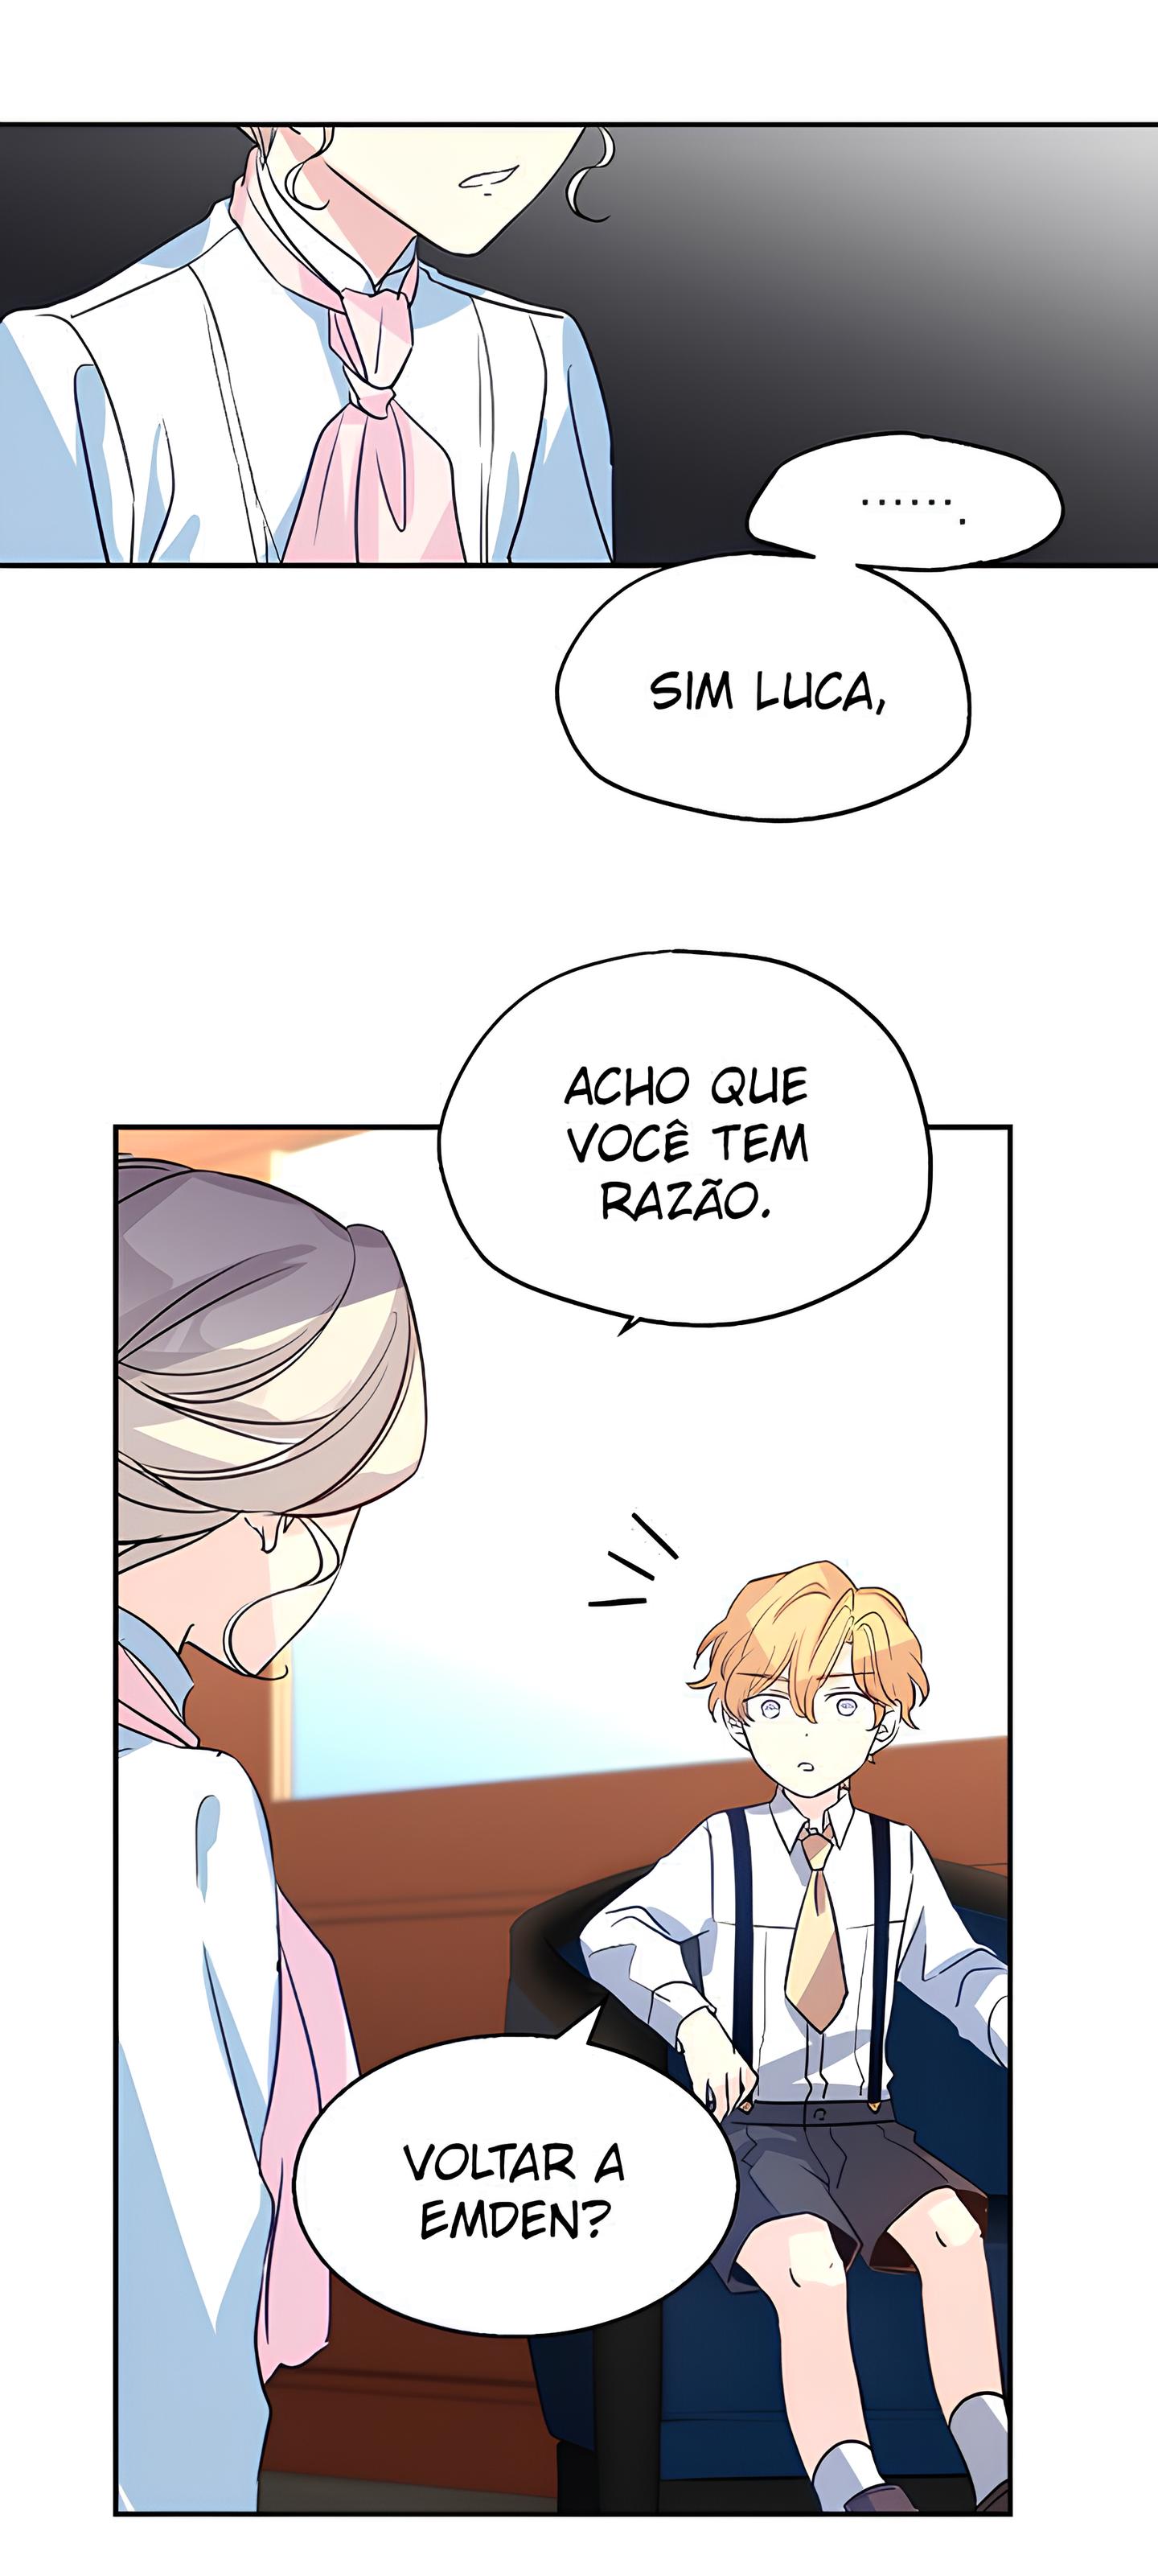 .......
SIM LUCA,
ACHO QUE
VOCÊ TEM
RAZÃO.
VOLTAR A
EMDEN?